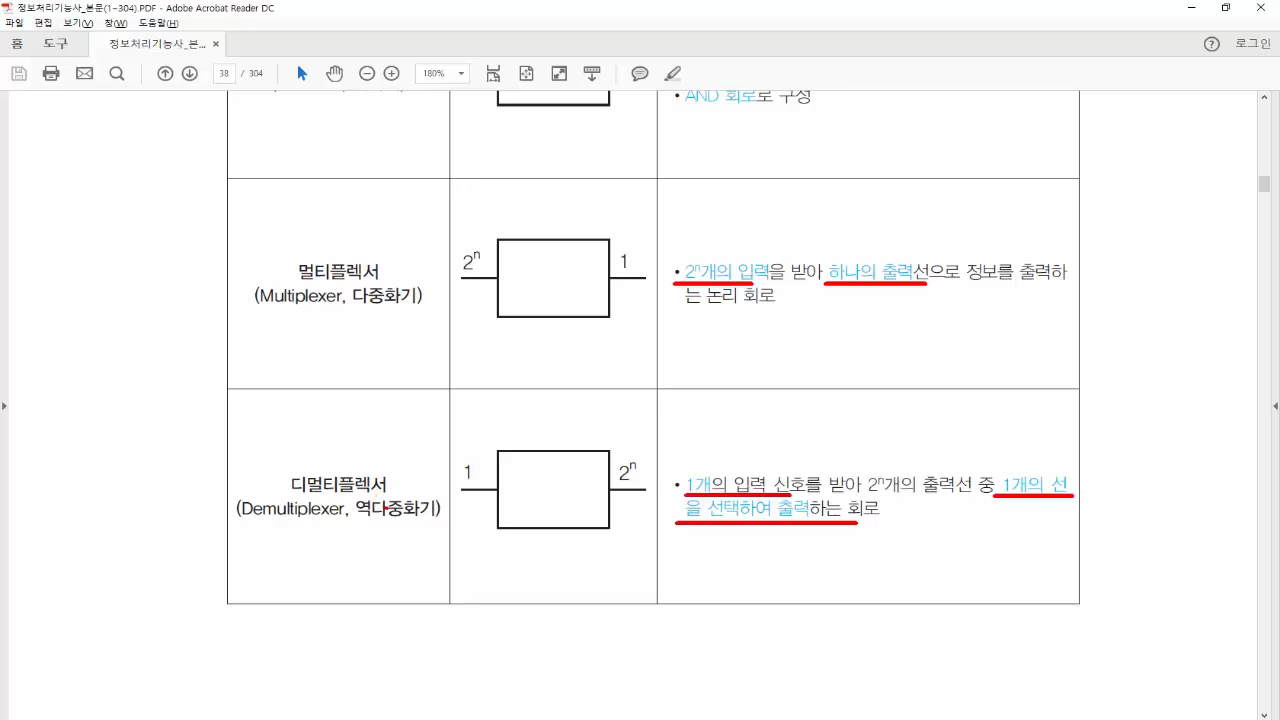 정보처리기능사_본문(1~304).PDF - Adobe Acrobat Reader DC
파일 편집 보기(V) 창(W) 도움말(H)
홈 도구 정보처리기능사_본... × 로그인
38 / 304 180%
• AND 회로로 구성
멀티플렉서
(Multiplexer, 다중화기)
2ⁿ 1
• 2ⁿ개의 입력을 받아 하나의 출력선으로 정보를 출력하
는 논리 회로
디멀티플렉서
(Demultiplexer, 역다중화기)
1 2ⁿ
• 1개의 입력 신호를 받아 2ⁿ개의 출력선 중 1개의 선
을 선택하여 출력하는 회로